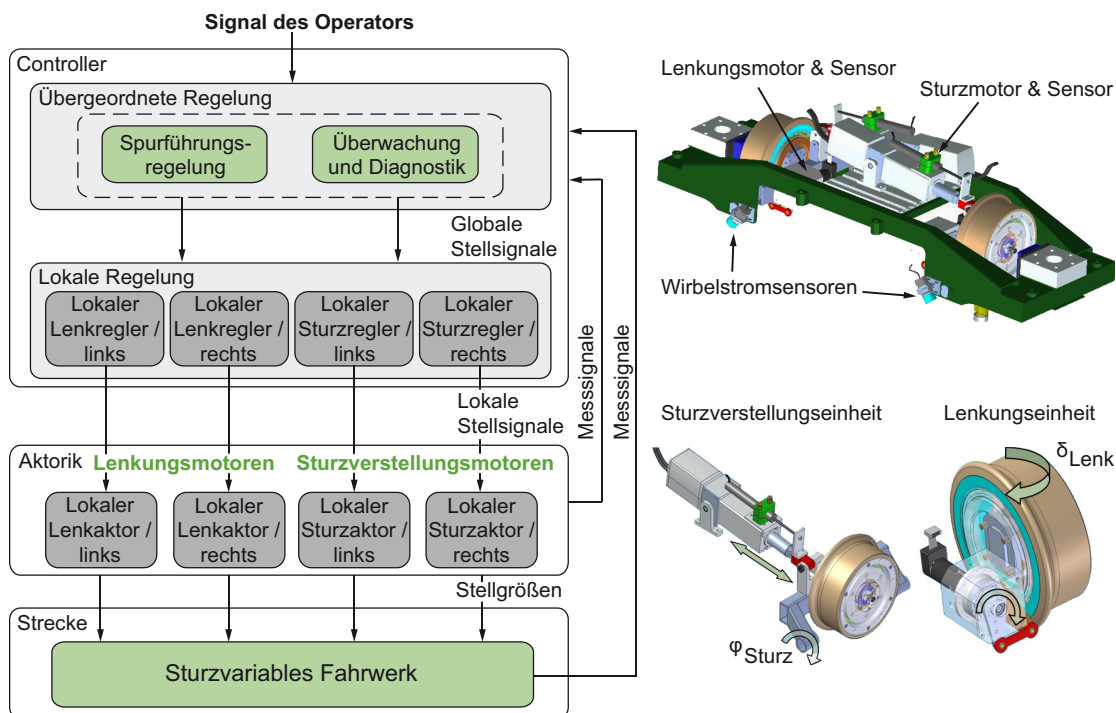 Signal des Operators
Controller
Übergeordnete Regelung
Spurführungs-
regelung
Überwachung
und Diagnostik
Globale
Stellsignale
Lokale Regelung
Lokaler
Lenkregler /
links
Lokaler
Lenkregler /
rechts
Lokaler
Sturzregler /
links
Lokaler
Sturzregler /
rechts
Lokale
Stellsignale
Messsignale
Messsignale
Aktorik
Lenkungsmotoren
Sturzverstellungsmotoren
Lokaler
Lenkaktor /
links
Lokaler
Lenkaktor /
rechts
Lokaler
Sturzaktor /
links
Lokaler
Sturzaktor /
rechts
Stellgrößen
Strecke
Sturzvariables Fahrwerk
Lenkungsmotor & Sensor
Sturzmotor & Sensor
Wirbelstromsensoren
Sturzverstellungseinheit
φSturz
Lenkungseinheit
δLenk